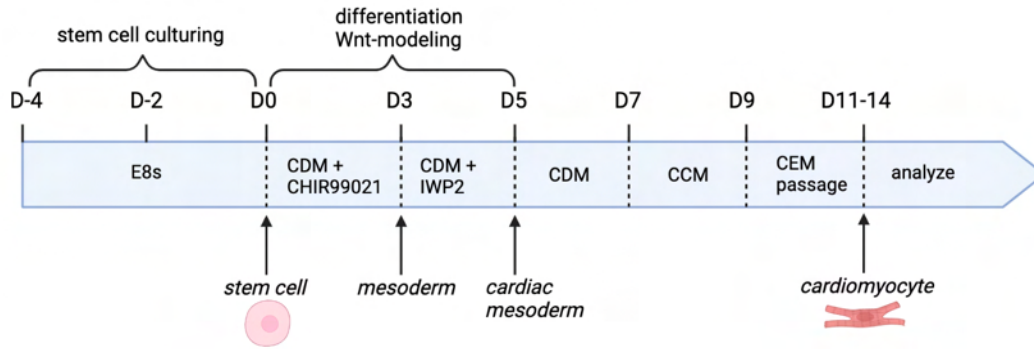 stem cell culturing
differentiation
Wnt-modeling
D-4
D-2
D0
D3
D5
D7
D9
D11-14
E8s
CDM +
CHIR99021
CDM +
IWP2
CDM
CCM
CEM
passage
analyze
stem cell
mesoderm
cardiac
mesoderm
cardiomyocyte